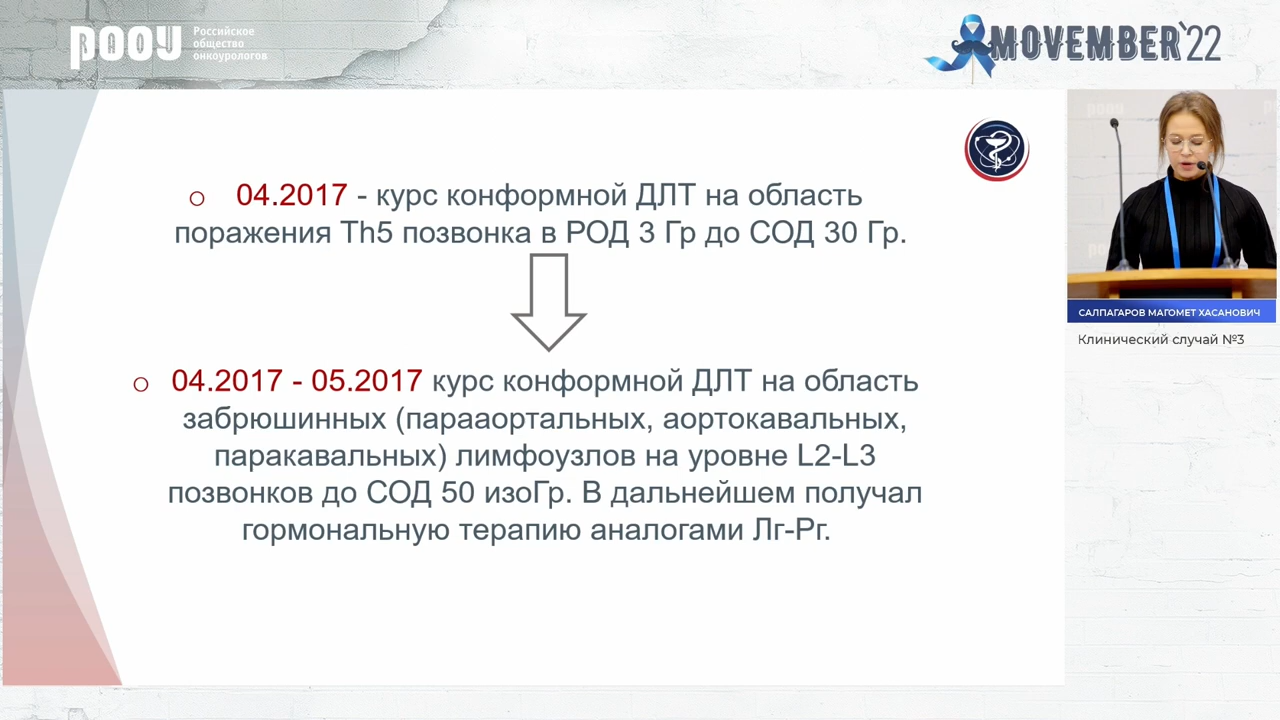 РООУ
Российское
общество
онкоурологов
MOVEMBER`22
04.2017 - курс конформной ДЛТ на область
поражения Th5 позвонка в РОД 3 Гр до СОД 30 Гр.
04.2017 - 05.2017 курс конформной ДЛТ на область
забрюшинных (парааортальных, аортокавальных,
паракавальных) лимфоузлов на уровне L2-L3
позвонков до СОД 50 изоГр. В дальнейшем получал
гормональную терапию аналогами Лг-Рг.
САЛПАГАРОВ МАГОМЕТ ХАСАНОВИЧ
Клинический случай №3